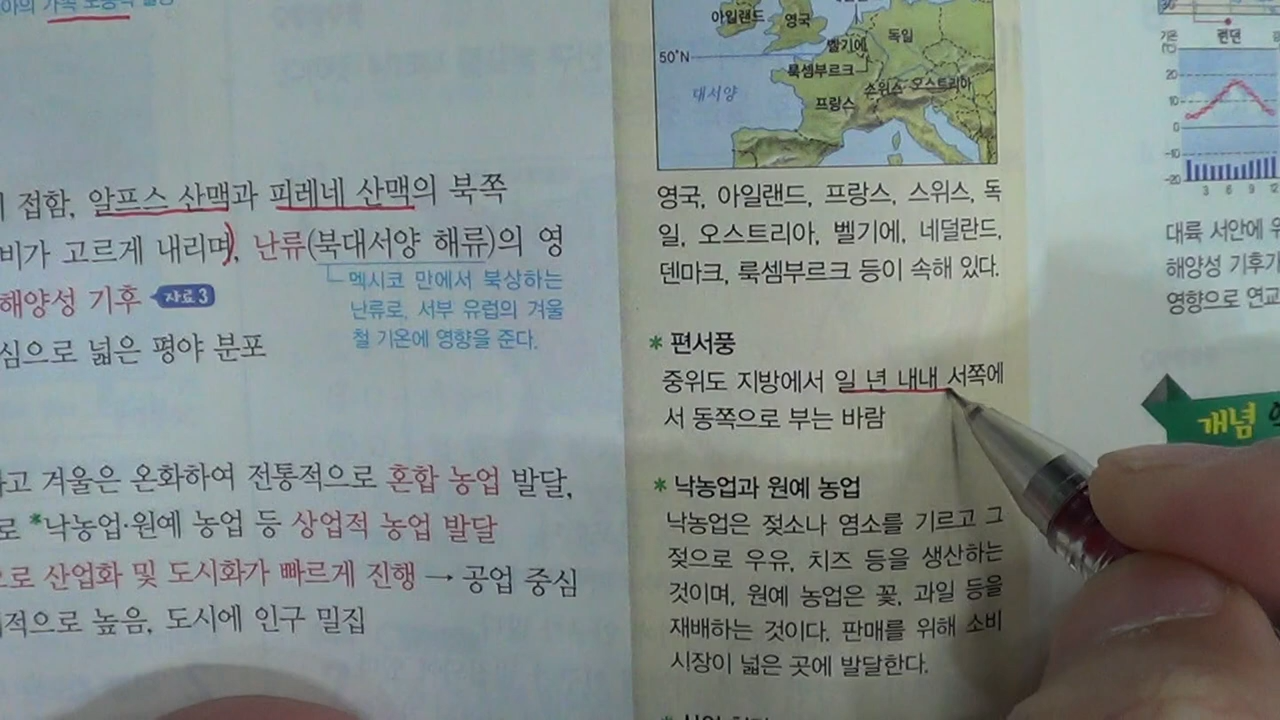 아일랜드
영국
벨기에
독일
50°N
룩셈부르크
대서양
프랑스
스위스
오스트리아
접함, 알프스 산맥과 피레네 산맥의 북쪽
비가 고르게 내리며), 난류(북대서양 해류)의 영
멕시코 만에서 북상하는
해양성 기후 자료 3
난류로, 서부 유럽의 겨울
철 기온에 영향을 준다.
심으로 넓은 평야 분포
하고 겨울은 온화하여 전통적으로 혼합 농업 발달,
로 *낙농업·원예 농업 등 상업적 농업 발달
으로 산업화 및 도시화가 빠르게 진행 → 공업 중심
적으로 높음, 도시에 인구 밀집
영국, 아일랜드, 프랑스, 스위스, 독
일, 오스트리아, 벨기에, 네덜란드,
덴마크, 룩셈부르크 등이 속해 있다.
* 편서풍
중위도 지방에서 일 년 내내 서쪽에
서 동쪽으로 부는 바람
* 낙농업과 원예 농업
낙농업은 젖소나 염소를 기르고 그
젖으로 우유, 치즈 등을 생산하는
것이며, 원예 농업은 꽃, 과일 등을
재배하는 것이다. 판매를 위해 소비
시장이 넓은 곳에 발달한다.
런던
20
10
0
-10
-20
3 6 9 12
대륙 서안에 위
해양성 기후가
영향으로 연교
개념